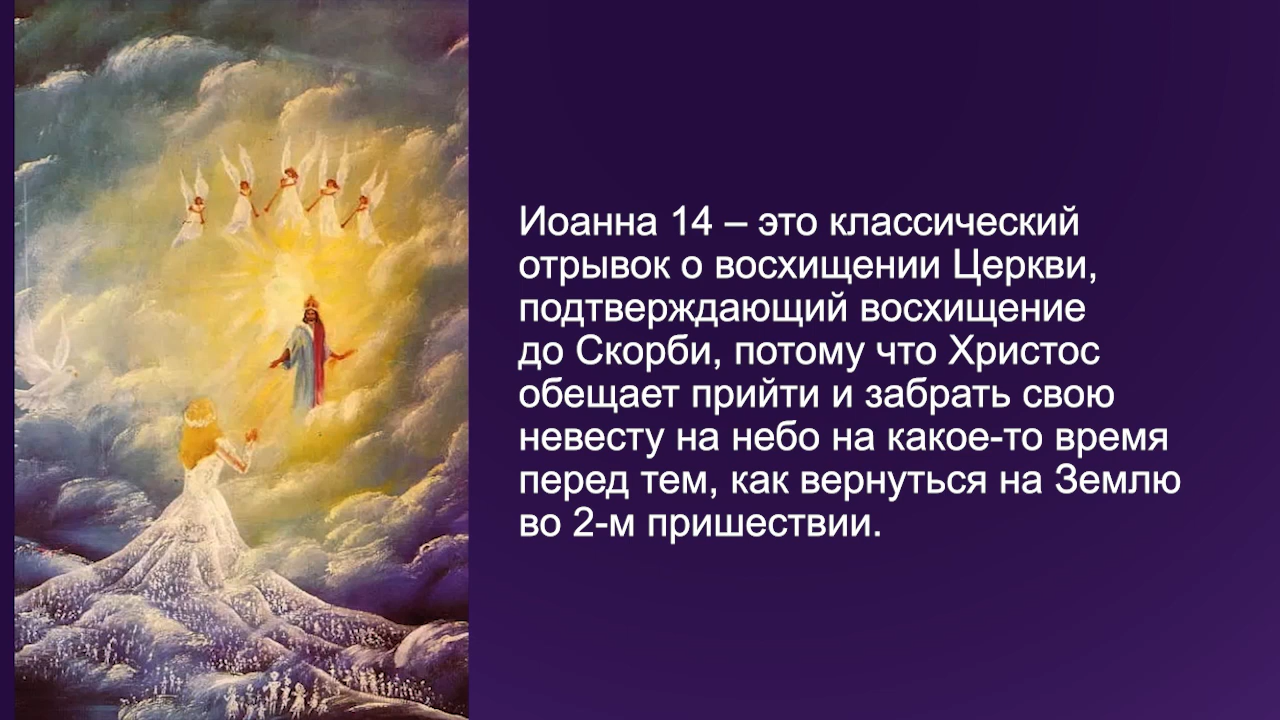 Иоанна 14 – это классический
отрывок о восхищении Церкви,
подтверждающий восхищение
до Скорби, потому что Христос
обещает прийти и забрать свою
невесту на небо на какое-то время
перед тем, как вернуться на Землю
во 2-м пришествии.